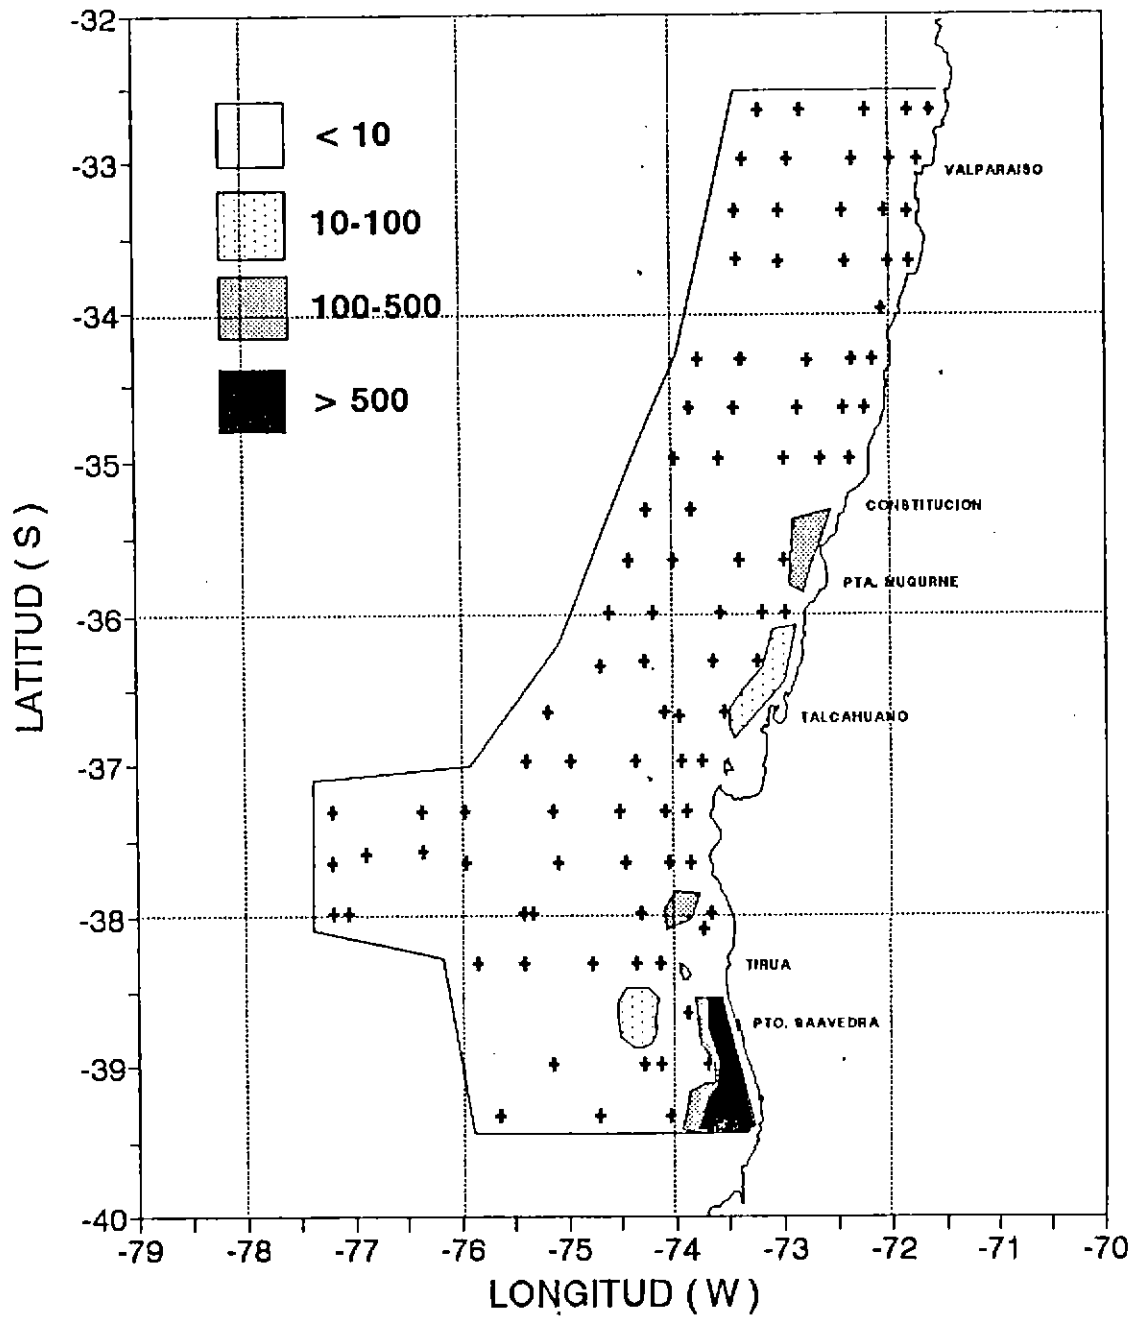 -32
-33
-34
-35
-36
-37
-38
-39
-40
LATITUD ( S )
< 10
10-100
100-500
> 500
VALPARAISO
CONSTITUCION
PTA. NUGURNE
TALCAHUANO
TIRUA
PTO. SAAVEDRA
-79 -78 -77 -76 -75 -74 -73 -72 -71 -70
LONGITUD ( W )